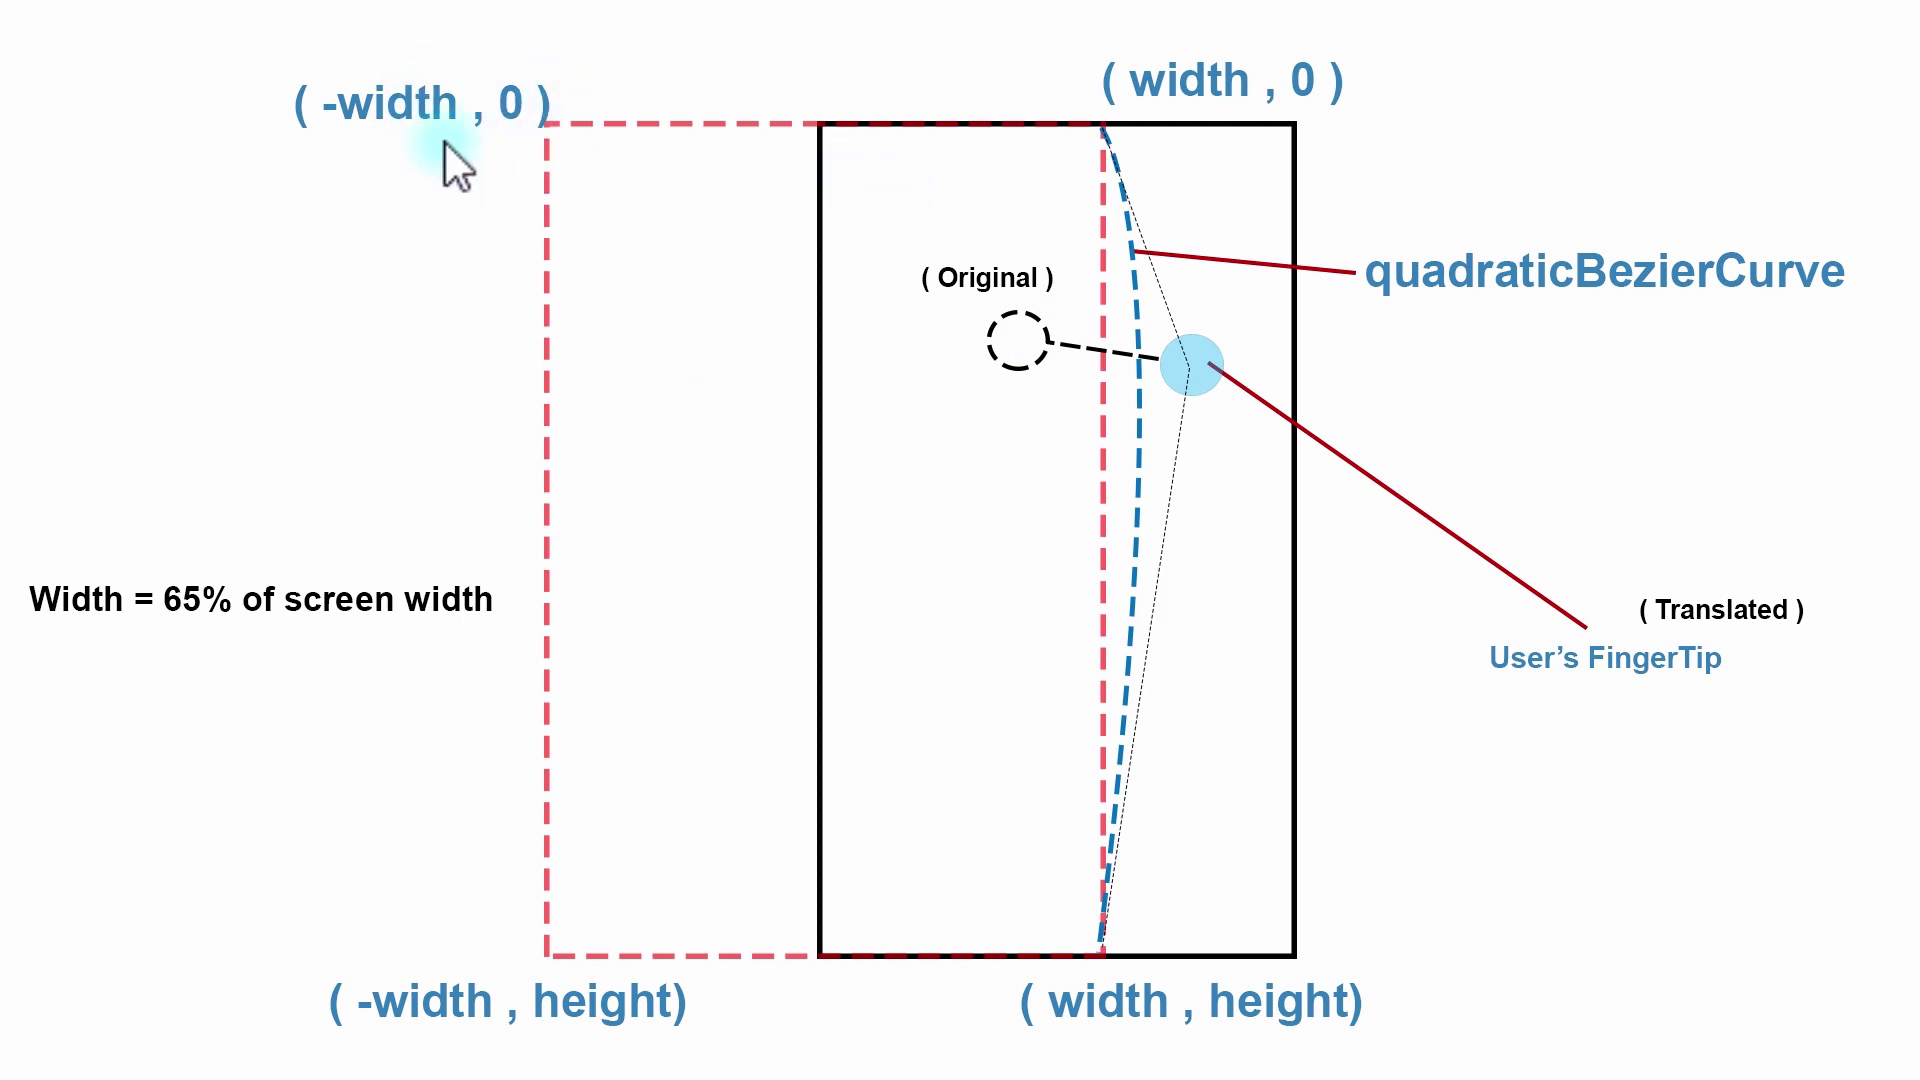 ( width , 0 )
( -width , 0 )
quadraticBezierCurve
( Original )
Width = 65% of screen width
( Translated )
User’s FingerTip
( -width , height)
( width , height)